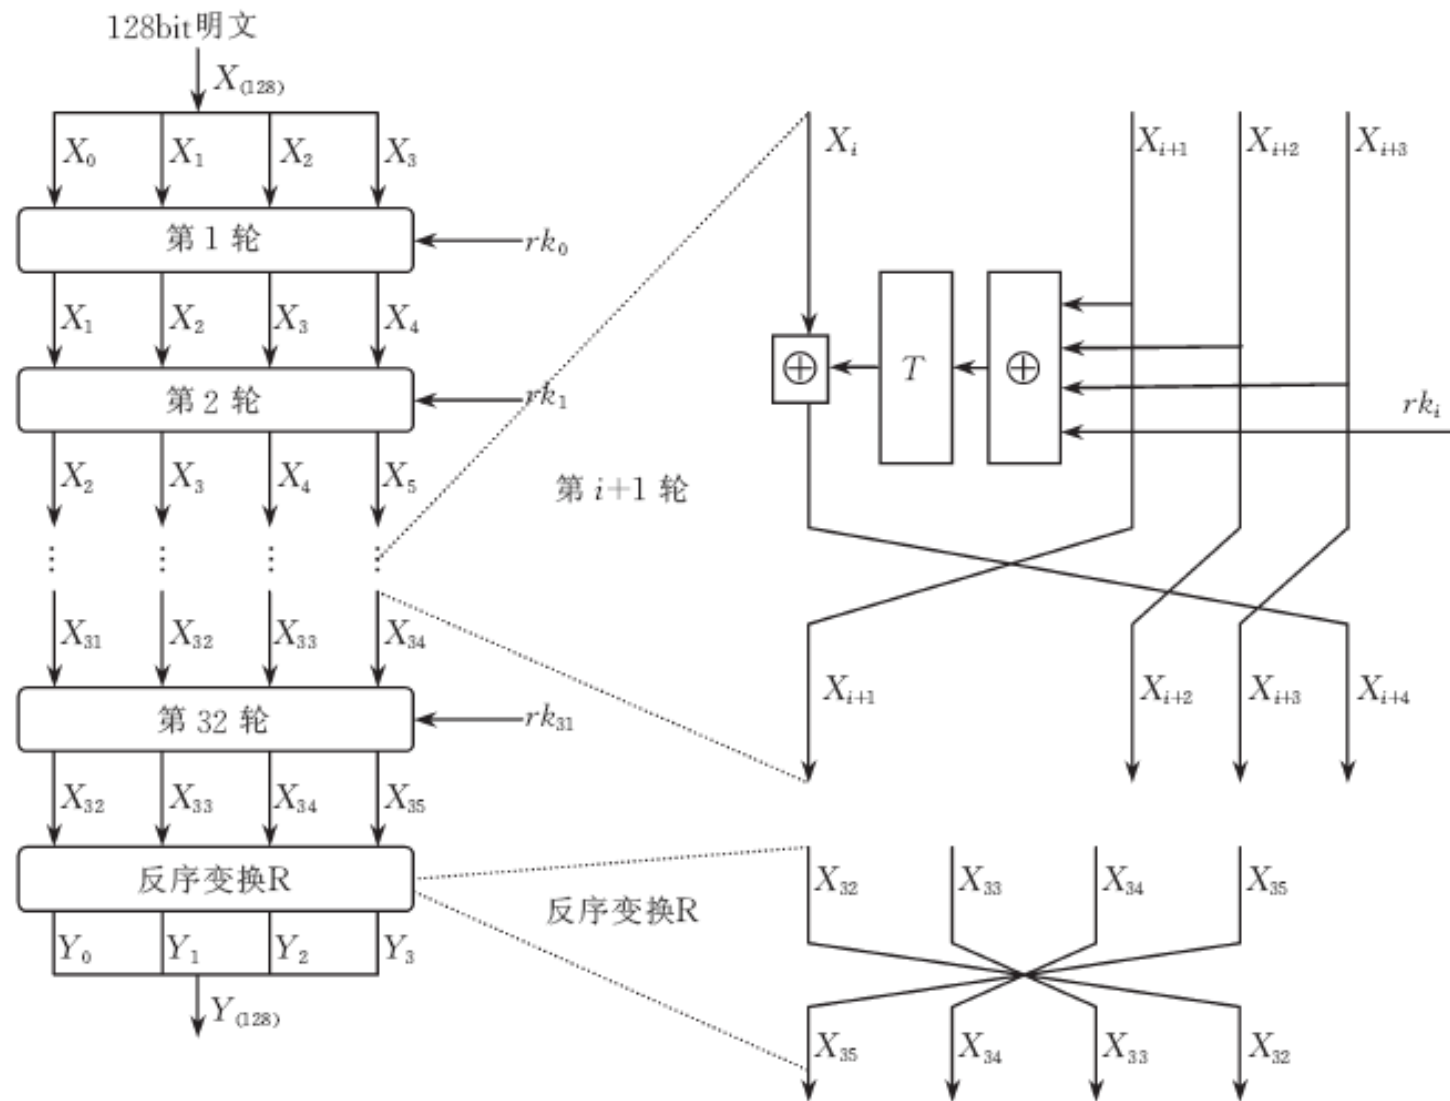 128bit明文
X(128)
X0 X1 X2 X3
第 1 轮
rk0
X1 X2 X3 X4
第 2 轮
rk1
X2 X3 X4 X5
⋮ ⋮ ⋮ ⋮
X31 X32 X33 X34
第 32 轮
rk31
X32 X33 X34 X35
反序变换R
Y0 Y1 Y2 Y3
Y(128)
Xi Xi+1 Xi+2 Xi+3
⊕ T ⊕
rki
第 i+1 轮
Xi+1 Xi+2 Xi+3 Xi+4
X32 X33 X34 X35
反序变换R
X35 X34 X33 X32